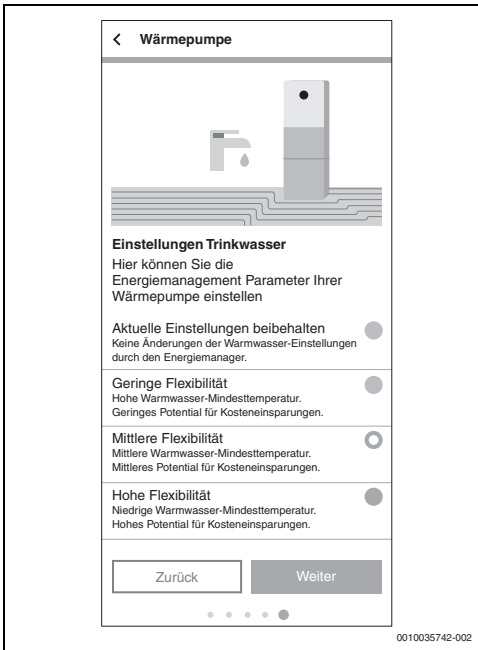 Wärmepumpe
Einstellungen Trinkwasser
Hier können Sie die
Energiemanagement Parameter Ihrer
Wärmepumpe einstellen
Aktuelle Einstellungen beibehalten
Keine Änderungen der Warmwasser-Einstellungen
durch den Energiemanager.
Geringe Flexibilität
Hohe Warmwasser-Mindesttemperatur.
Geringes Potential für Kosteneinsparungen.
Mittlere Flexibilität
Mittlere Warmwasser-Mindesttemperatur.
Mittleres Potential für Kosteneinsparungen.
Hohe Flexibilität
Niedrige Warmwasser-Mindesttemperatur.
Hohes Potential für Kosteneinsparungen.
Zurück
Weiter
0010035742-002